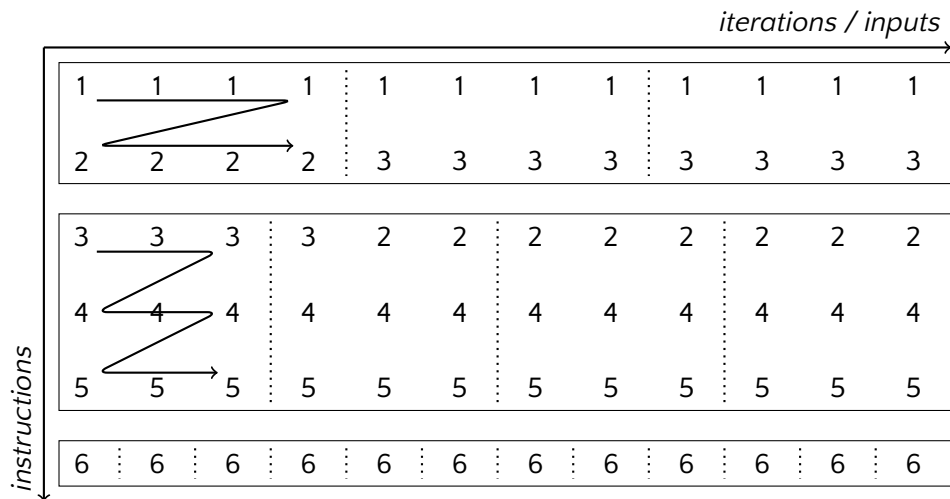 iterations / inputs
1 1 1 1 1 1 1 1 1 1 1 1
2 2 2 2 3 3 3 3 3 3 3 3
3 3 3 3 2 2 2 2 2 2 2 2
4 4 4 4 4 4 4 4 4 4 4 4
5 5 5 5 5 5 5 5 5 5 5 5
6 6 6 6 6 6 6 6 6 6 6 6
instructions